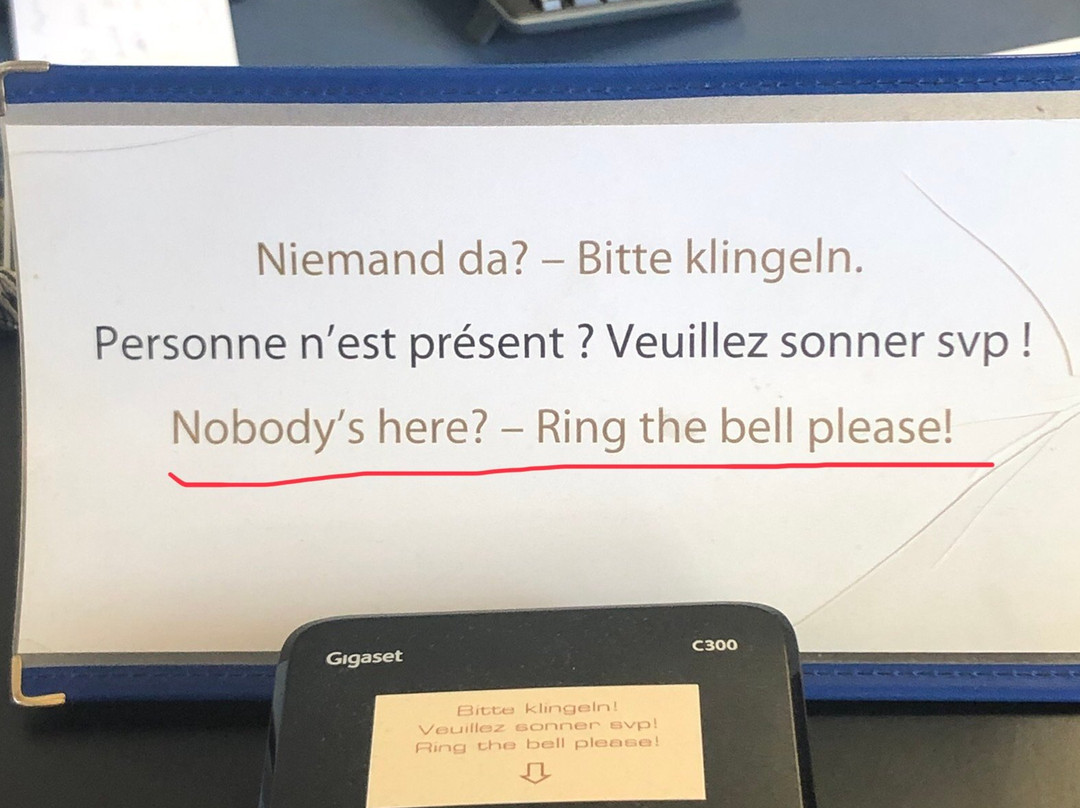 Niemand da? – Bitte klingeln.
Personne n'est présent ? Veuillez sonner svp !
Nobody's here? – Ring the bell please!
Gigaset
C300
Bitte klingeln!
Veuillez sonner svp!
Ring the bell please!